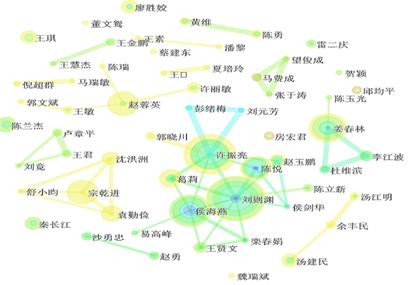 廖胜姣
董文鸳
黄维
王琪
王素
陈勇
王金鹏
蔡建东
潘黎
雷二庆
王慧杰
望俊成
陈瑞
王□
夏培玲
马费成
贺颖
倪超群
马瑞敏
许丽敏
张于涛
邱均平
郭文斌
赵蓉英
陈玉光
王敏
彭绪梅
刘元芳
陈兰杰
姜春林
卢章平
郭晓川
房宏君
王君
沈洪洲
许振亮
李江波
刘竟
陈悦
赵玉鹏
杜维滨
葛莉
舒小昀
宗乾进
陈立新
刘则渊
汤江明
袁勤俭
侯海燕
侯剑华
秦长江
余丰民
沙勇忠
易高峰
栾春娟
赵勇
王贤文
汤建民
魏瑞斌